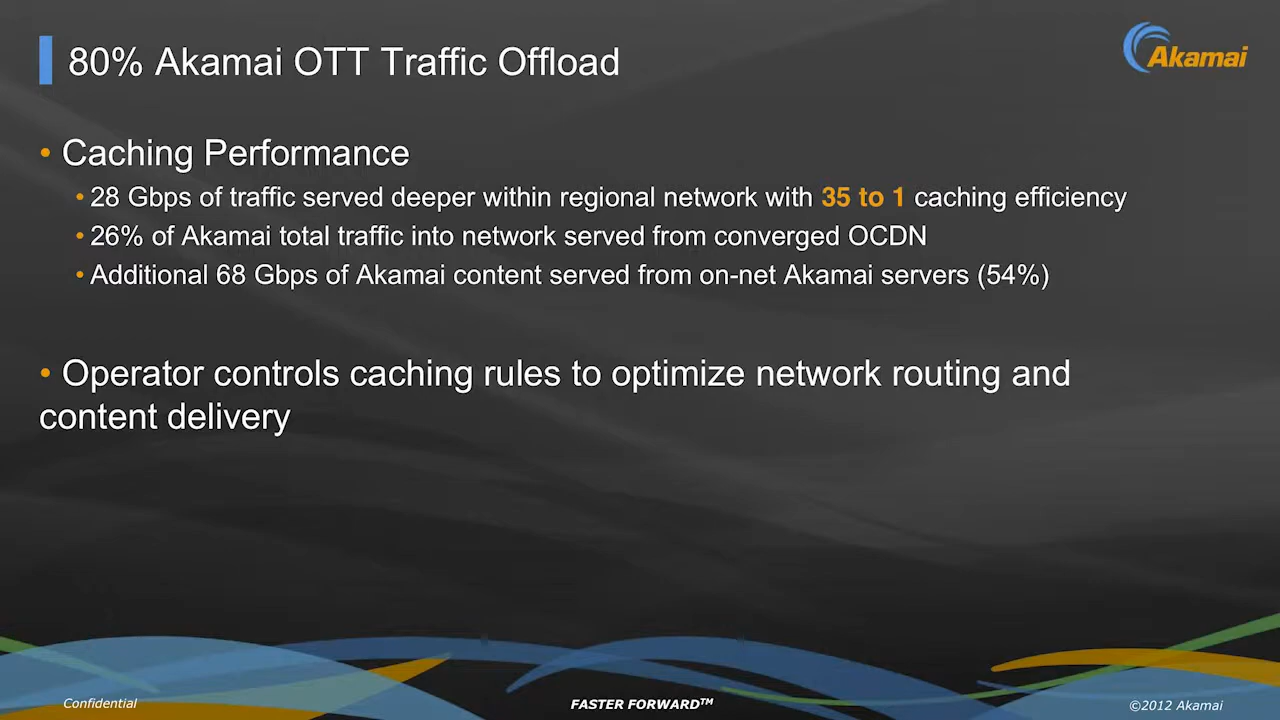 80% Akamai OTT Traffic Offload
Akamai
• Caching Performance
• 28 Gbps of traffic served deeper within regional network with 35 to 1 caching efficiency
• 26% of Akamai total traffic into network served from converged OCDN
• Additional 68 Gbps of Akamai content served from on-net Akamai servers (54%)
• Operator controls caching rules to optimize network routing and
content delivery
Confidential
FASTER FORWARD™
©2012 Akamai